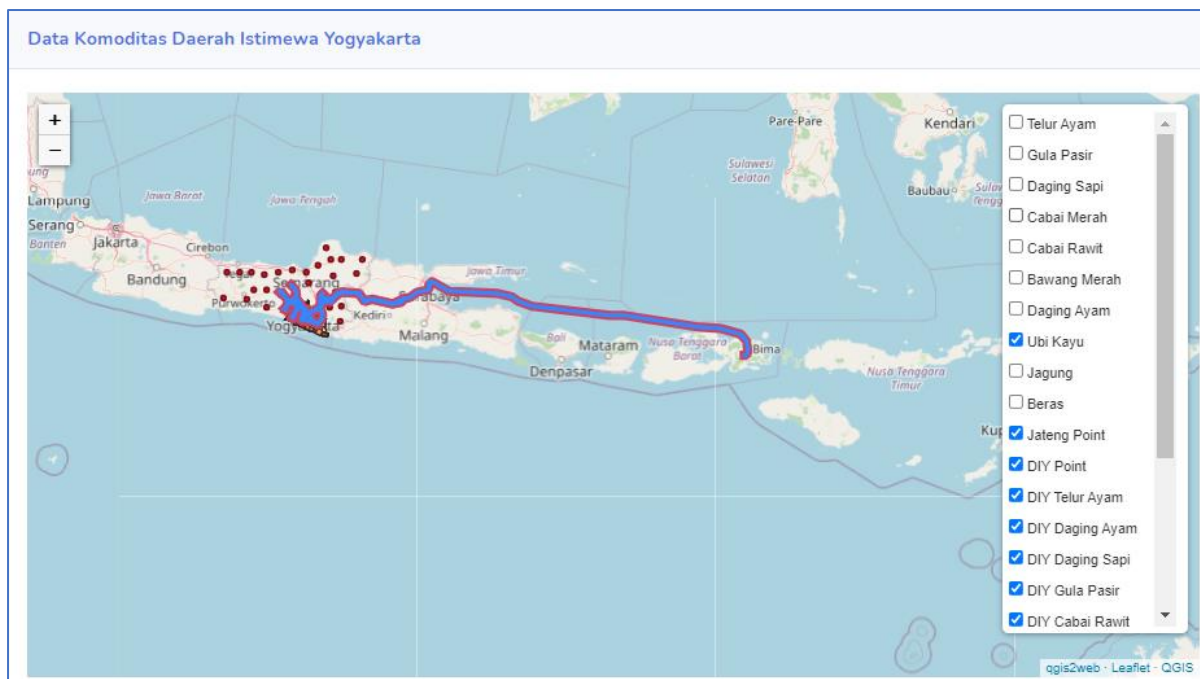 Data Komoditas Daerah Istimewa Yogyakarta
+
−
Pare-Pare
Kendari
Sulawesi
Selatan
Baubau
Lampung
Jawa Barat
Jawa Tengah
Serang
Banten
Jakarta
Cirebon
Bandung
Semarang
Purwokerto
Yogyakarta
Jawa Timur
Surabaya
Kediri
Malang
Bali
Mataram
Denpasar
Nusa Tenggara
Barat
Bima
Nusa Tenggara
Timur
Telur Ayam
Gula Pasir
Daging Sapi
Cabai Merah
Cabai Rawit
Bawang Merah
Daging Ayam
Ubi Kayu
Jagung
Beras
Jateng Point
DIY Point
DIY Telur Ayam
DIY Daging Ayam
DIY Daging Sapi
DIY Gula Pasir
DIY Cabai Rawit
qgis2web · Leaflet · QGIS